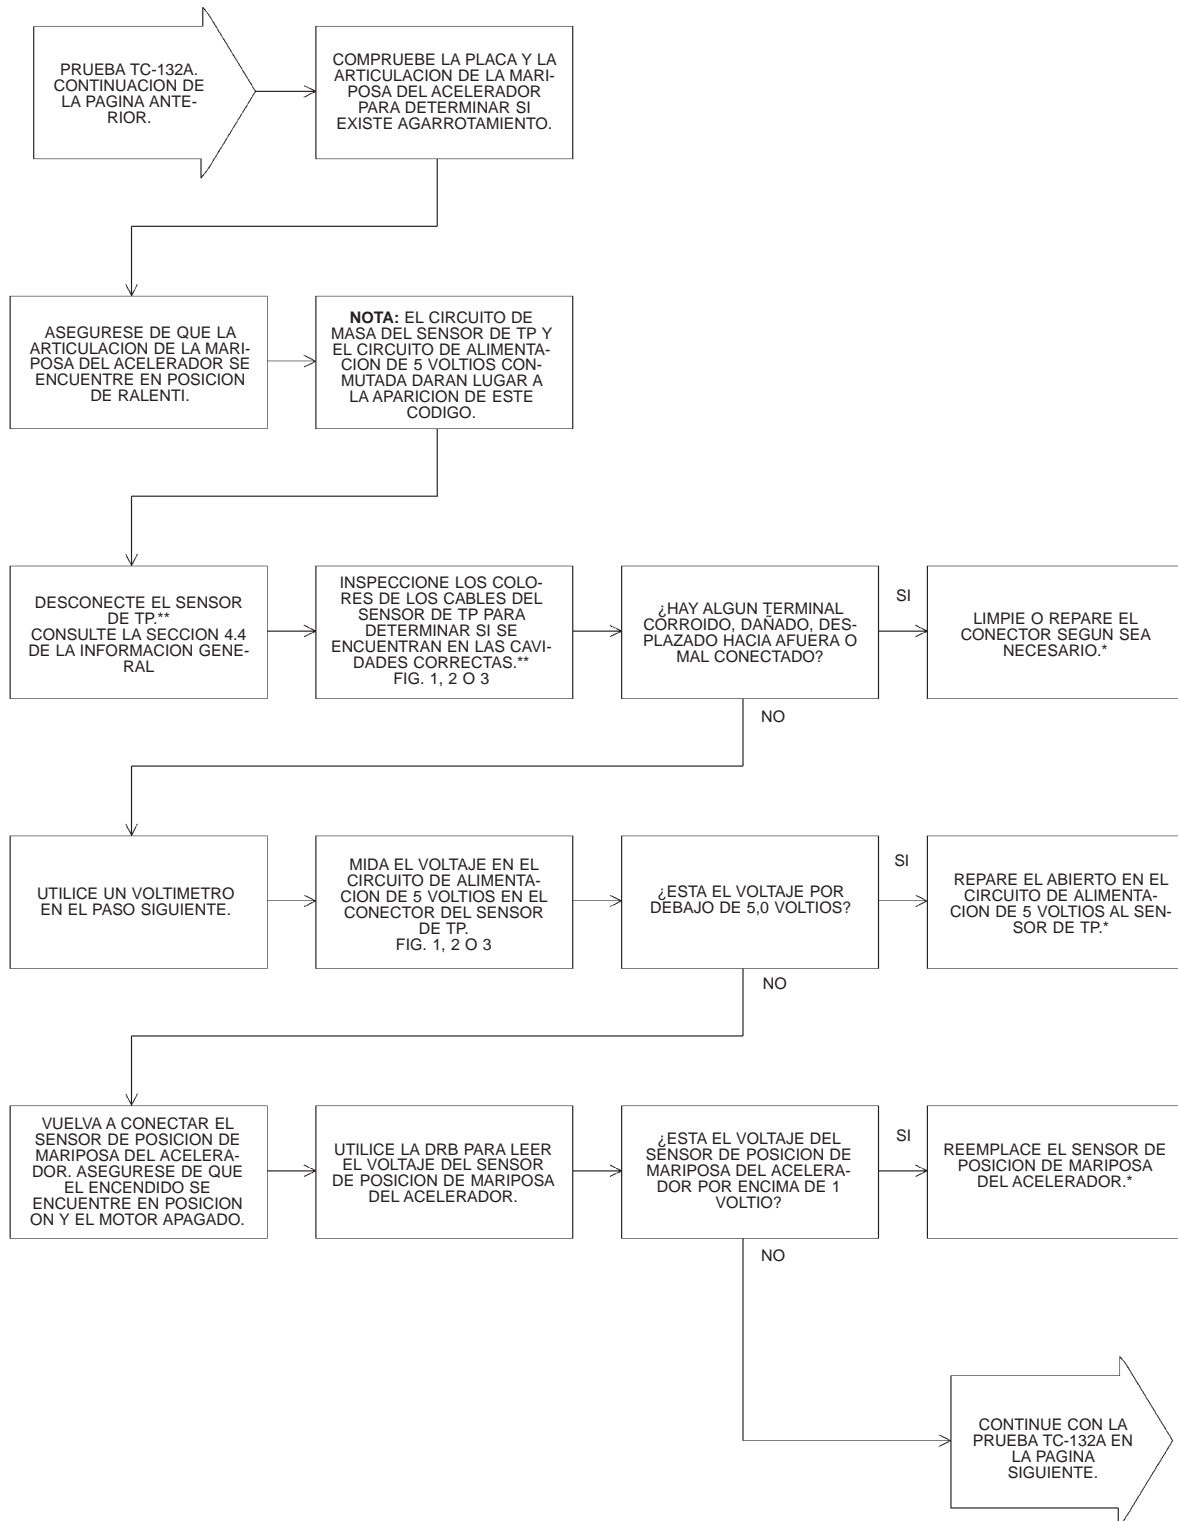 PRUEBA TC-132A.
CONTINUACION DE
LA PAGINA ANTE-
RIOR.
COMPRUEBE LA PLACA Y LA
ARTICULACION DE LA MARI-
POSA DEL ACELERADOR
PARA DETERMINAR SI
EXISTE AGARROTAMIENTO.
ASEGURESE DE QUE LA
ARTICULACION DE LA MARI-
POSA DEL ACELERADOR SE
ENCUENTRE EN POSICION
DE RALENTI.
NOTA: EL CIRCUITO DE
MASA DEL SENSOR DE TP Y
EL CIRCUITO DE ALIMENTA-
CION DE 5 VOLTIOS CON-
MUTADA DARAN LUGAR A
LA APARICION DE ESTE
CODIGO.
DESCONECTE EL SENSOR
DE TP.**
CONSULTE LA SECCION 4.4
DE LA INFORMACION GENE-
RAL
INSPECCIONE LOS COLO-
RES DE LOS CABLES DEL
SENSOR DE TP PARA
DETERMINAR SI SE
ENCUENTRAN EN LAS CAVI-
DADES CORRECTAS.**
FIG. 1, 2 O 3
¿HAY ALGUN TERMINAL
CORROIDO, DAÑADO, DES-
PLAZADO HACIA AFUERA O
MAL CONECTADO?
SI
LIMPIE O REPARE EL
CONECTOR SEGUN SEA
NECESARIO.*
NO
UTILICE UN VOLTIMETRO
EN EL PASO SIGUIENTE.
MIDA EL VOLTAJE EN EL
CIRCUITO DE ALIMENTA-
CION DE 5 VOLTIOS EN EL
CONECTOR DEL SENSOR
DE TP.
FIG. 1, 2 O 3
¿ESTA EL VOLTAJE POR
DEBAJO DE 5,0 VOLTIOS?
SI
REPARE EL ABIERTO EN EL
CIRCUITO DE ALIMENTA-
CION DE 5 VOLTIOS AL SEN-
SOR DE TP.*
NO
VUELVA A CONECTAR EL
SENSOR DE POSICION DE
MARIPOSA DEL ACELERA-
DOR. ASEGURESE DE QUE
EL ENCENDIDO SE
ENCUENTRE EN POSICION
ON Y EL MOTOR APAGADO.
UTILICE LA DRB PARA LEER
EL VOLTAJE DEL SENSOR
DE POSICION DE MARIPOSA
DEL ACELERADOR.
¿ESTA EL VOLTAJE DEL
SENSOR DE POSICION DE
MARIPOSA DEL ACELERA-
DOR POR ENCIMA DE 1
VOLTIO?
SI
REEMPLACE EL SENSOR DE
POSICION DE MARIPOSA
DEL ACELERADOR.*
NO
CONTINUE CON LA
PRUEBA TC-132A EN
LA PAGINA
SIGUIENTE.